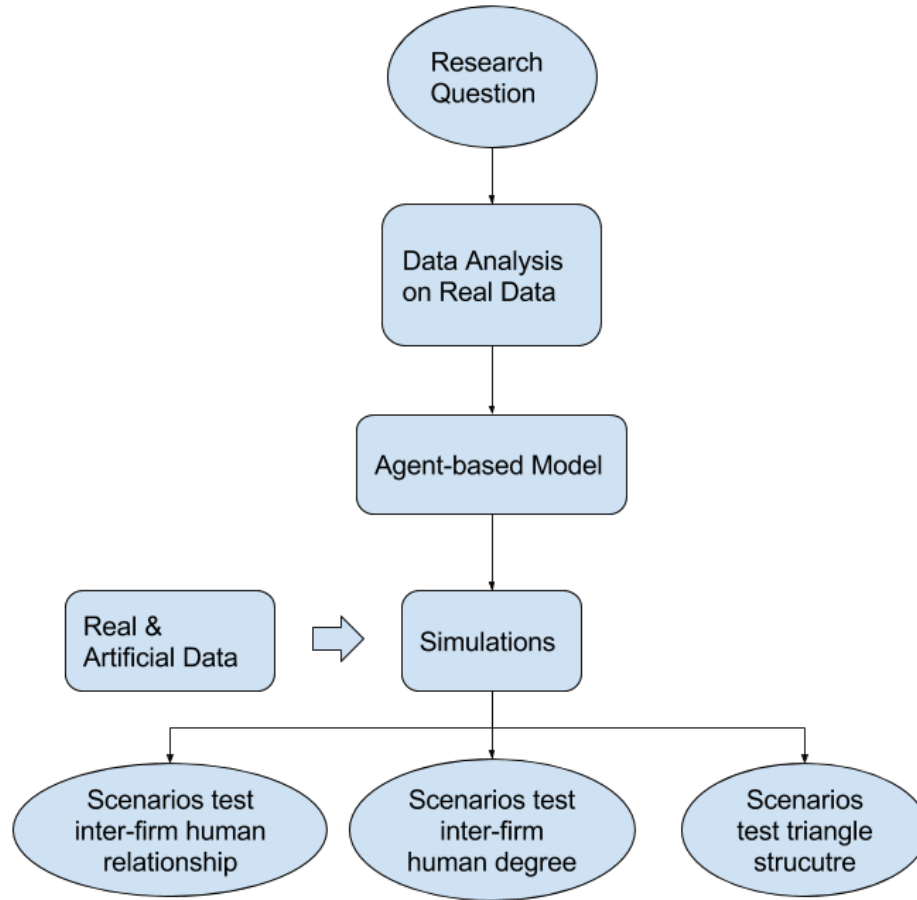 Research
Question
Data Analysis
on Real Data
Agent-based Model
Real &
Artificial Data
Simulations
Scenarios test
inter-firm human
relationship
Scenarios test
inter-firm
human degree
Scenarios
test triangle
strucutre